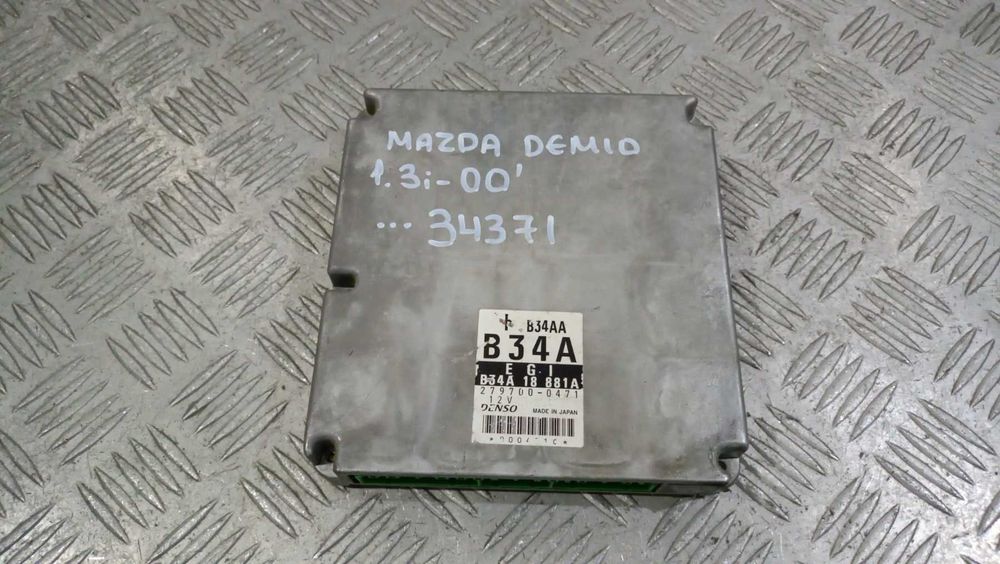 MAZDA DEMIO
1.3i-00'
... 34371
B34AA
B34A
EGI
B34A 18 881A
279700-0471
12V
DENSO MADE IN JAPAN